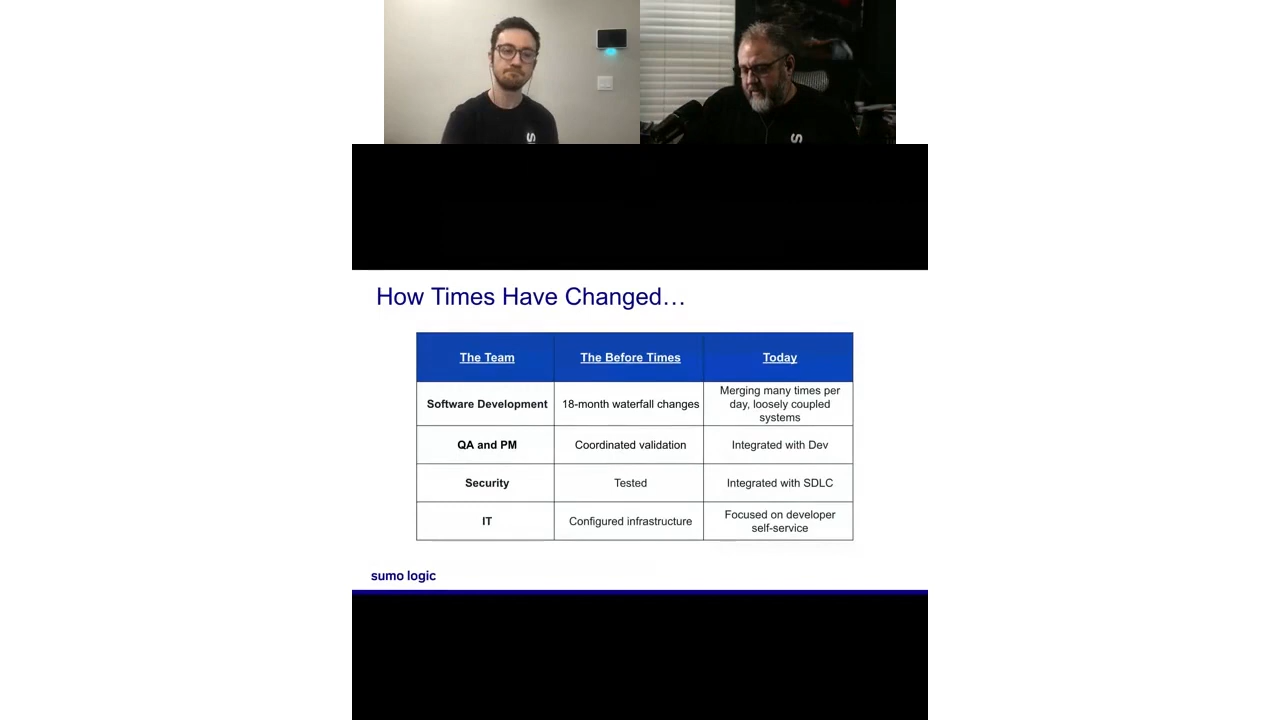 How Times Have Changed…
The Team
The Before Times
Today
Software Development
18-month waterfall changes
Merging many times per
day, loosely coupled
systems
QA and PM
Coordinated validation
Integrated with Dev
Security
Tested
Integrated with SDLC
IT
Configured infrastructure
Focused on developer
self-service
sumo logic